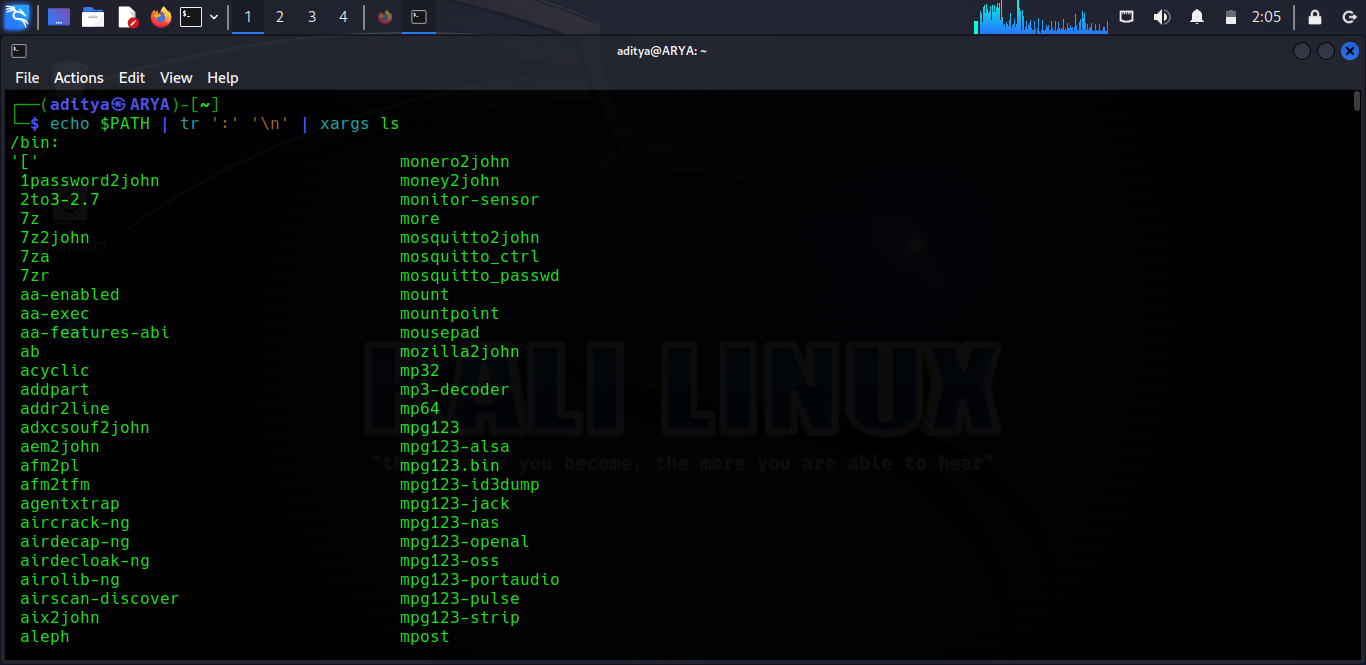 1 2 3 4 2:05
aditya@ARYA: ~
File Actions Edit View Help
┌──(aditya㉿ARYA)-[~]
└─$ echo $PATH | tr ':' '\n' | xargs ls
/bin:
'[' monero2john
1password2john money2john
2to3-2.7 monitor-sensor
7z more
7z2john mosquitto2john
7za mosquitto_ctrl
7zr mosquitto_passwd
aa-enabled mount
aa-exec mountpoint
aa-features-abi mousepad
ab mozilla2john
acyclic mp32
addpart mp3-decoder
addr2line mp64
adxcsouf2john mpg123
aem2john mpg123-alsa
afm2pl mpg123.bin
afm2tfm mpg123-id3dump
agentxtrap mpg123-jack
aircrack-ng mpg123-nas
airdecap-ng mpg123-openal
airdecloak-ng mpg123-oss
airolib-ng mpg123-portaudio
airscan-discover mpg123-pulse
aix2john mpg123-strip
aleph mpost
KALI LINUX
you become, the more you are able to hear"